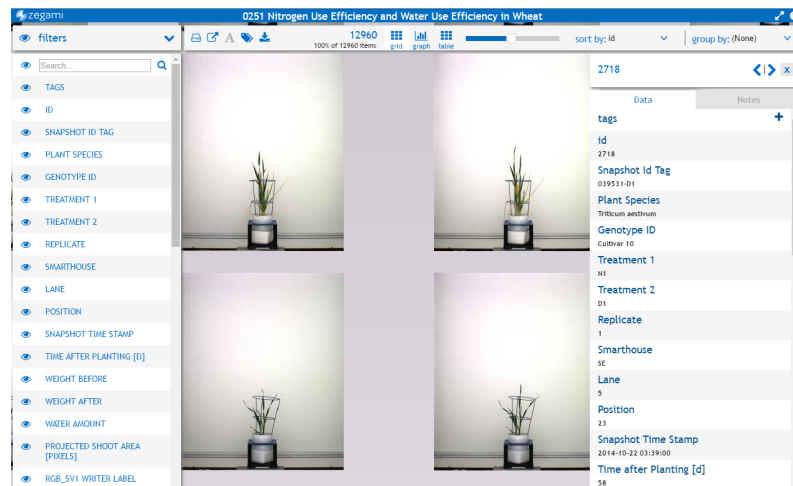 zegami
0251 Nitrogen Use Efficiency and Water Use Efficiency in Wheat
filters
12960
100% of 12960 Items
grid
graph
table
sort by: id
group by: (None)
Search...
TAGS
ID
SNAPSHOT ID TAG
PLANT SPECIES
GENOTYPE ID
TREATMENT 1
TREATMENT 2
REPLICATE
SMARTHOUSE
LANE
POSITION
SNAPSHOT TIME STAMP
TIME AFTER PLANTING [D]
WEIGHT BEFORE
WEIGHT AFTER
WATER AMOUNT
PROJECTED SHOOT AREA
[PIXELS]
RGB_SV1 WRITER LABEL
2718
x
Data
Notes
tags
id
2718
Snapshot Id Tag
039531-D1
Plant Species
Triticum aestivum
Genotype ID
Cultivar 10
Treatment 1
N1
Treatment 2
D1
Replicate
1
Smarthouse
SE
Lane
5
Position
23
Snapshot Time Stamp
2014-10-22 03:39:00
Time after Planting [d]
58